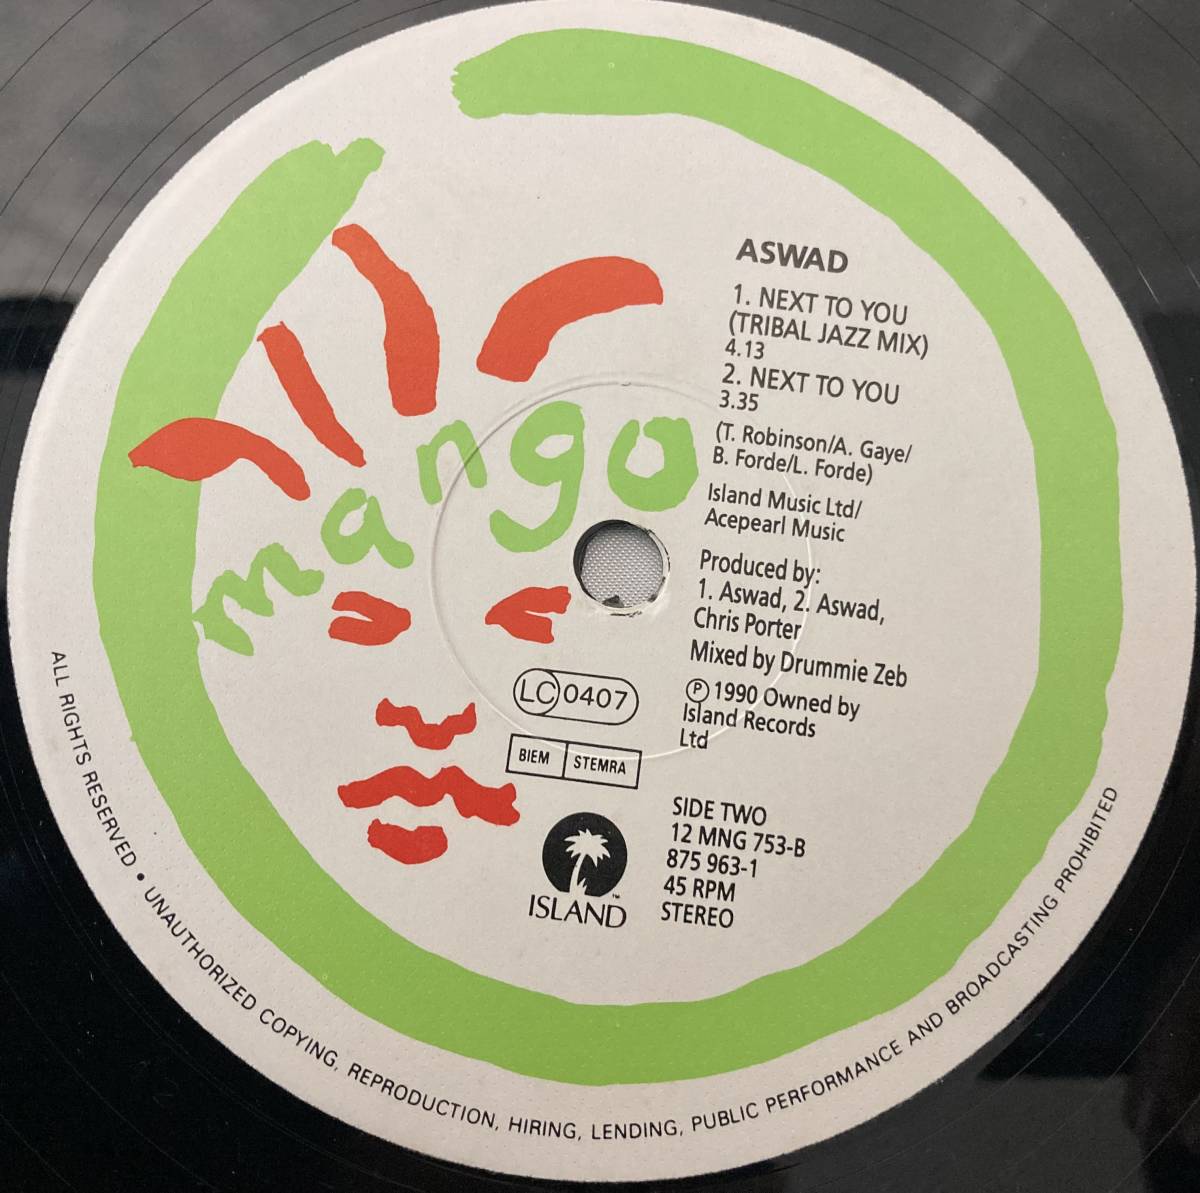 mango
ASWAD
1. NEXT TO YOU
(TRIBAL JAZZ MIX)
4.13
2. NEXT TO YOU
3.35
(T. Robinson/A. Gaye/
B. Forde/L. Forde)
Island Music Ltd/
Acepearl Music
Produced by:
1. Aswad, 2. Aswad,
Chris Porter
Mixed by Drummie Zeb
℗ 1990 Owned by
Island Records
Ltd
LC 0407
BIEM STEMRA
ISLAND™
SIDE TWO
12 MNG 753-B
875 963-1
45 RPM
STEREO
ALL RIGHTS RESERVED • UNAUTHORIZED COPYING, REPRODUCTION, HIRING, LENDING, PUBLIC PERFORMANCE AND BROADCASTING PROHIBITED